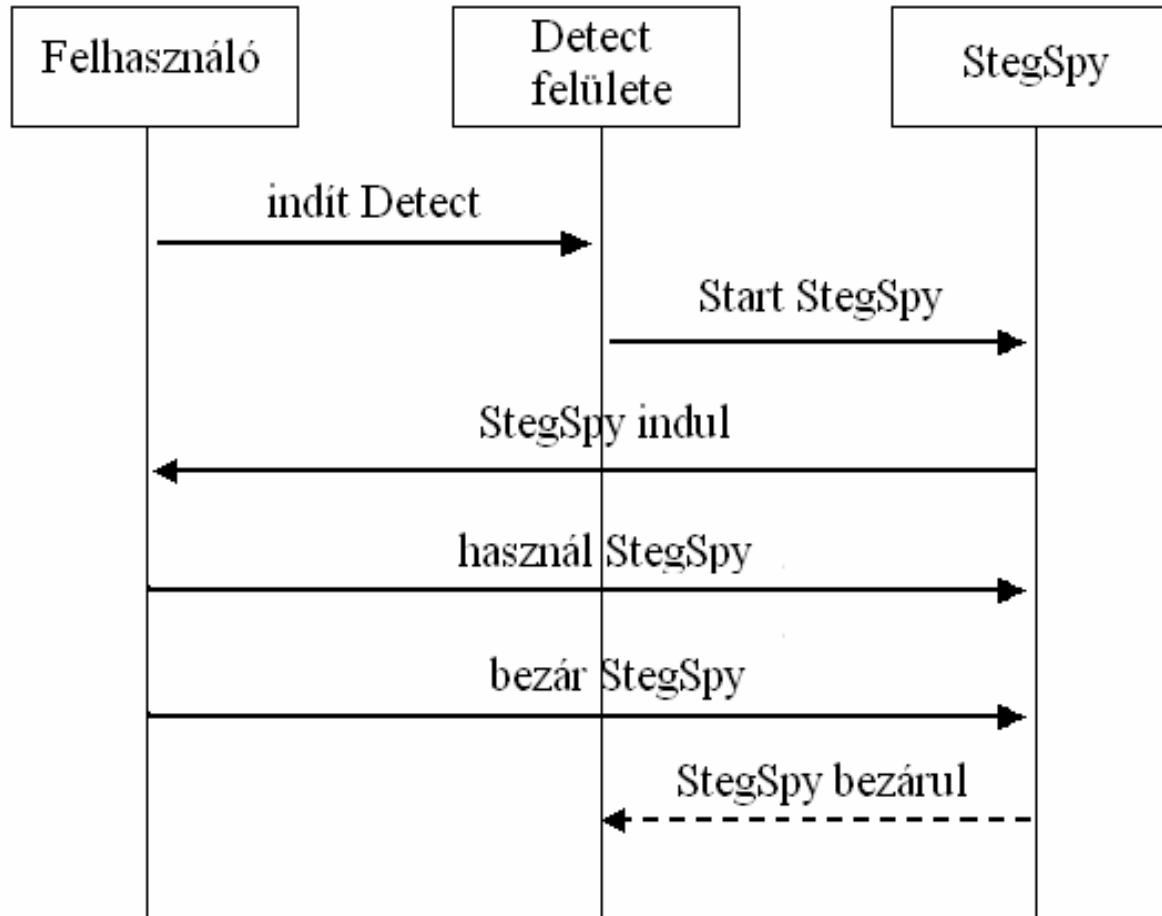 Felhasználó
Detect
felülete
StegSpy
indít Detect
Start StegSpy
StegSpy indul
használ StegSpy
bezár StegSpy
StegSpy bezárul